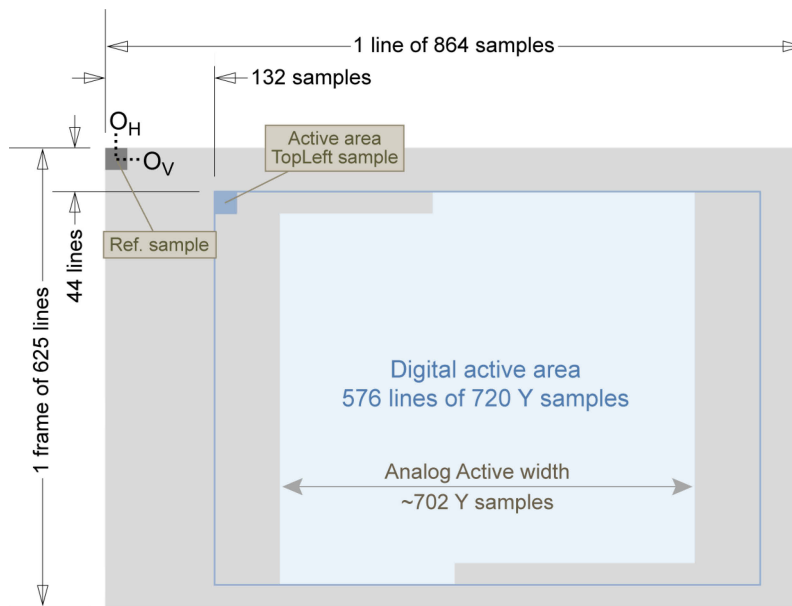 1 line of 864 samples
132 samples
OH
OV
Active area
TopLeft sample
Ref. sample
44 lines
1 frame of 625 lines
Digital active area
576 lines of 720 Y samples
Analog Active width
~702 Y samples